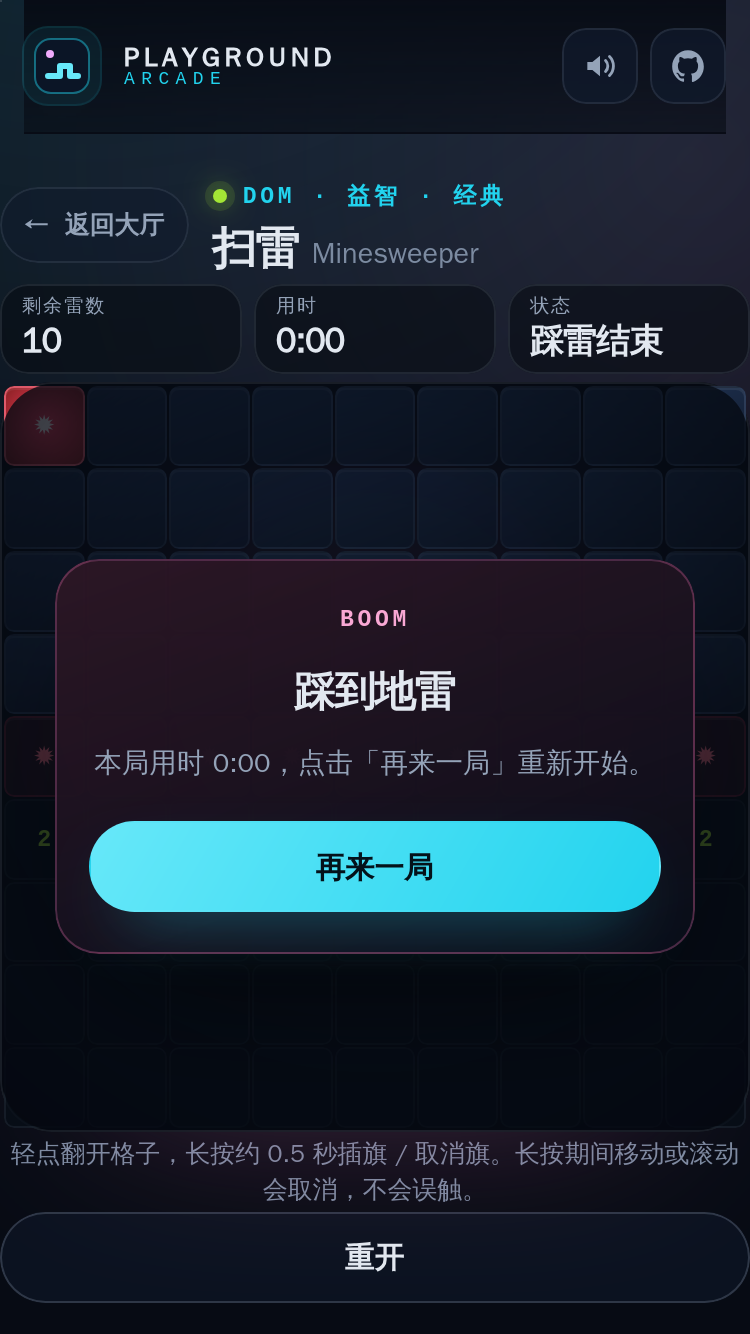 PLAYGROUND
ARCADE
DOM · 益智 · 经典
← 返回大厅
扫雷 Minesweeper
剩余雷数
10
用时
0:00
状态
踩雷结束
BOOM
踩到地雷
本局用时 0:00，点击「再来一局」重新开始。
2
2
再来一局
轻点翻开格子，长按约 0.5 秒插旗 / 取消旗。长按期间移动或滚动
会取消，不会误触。
重开